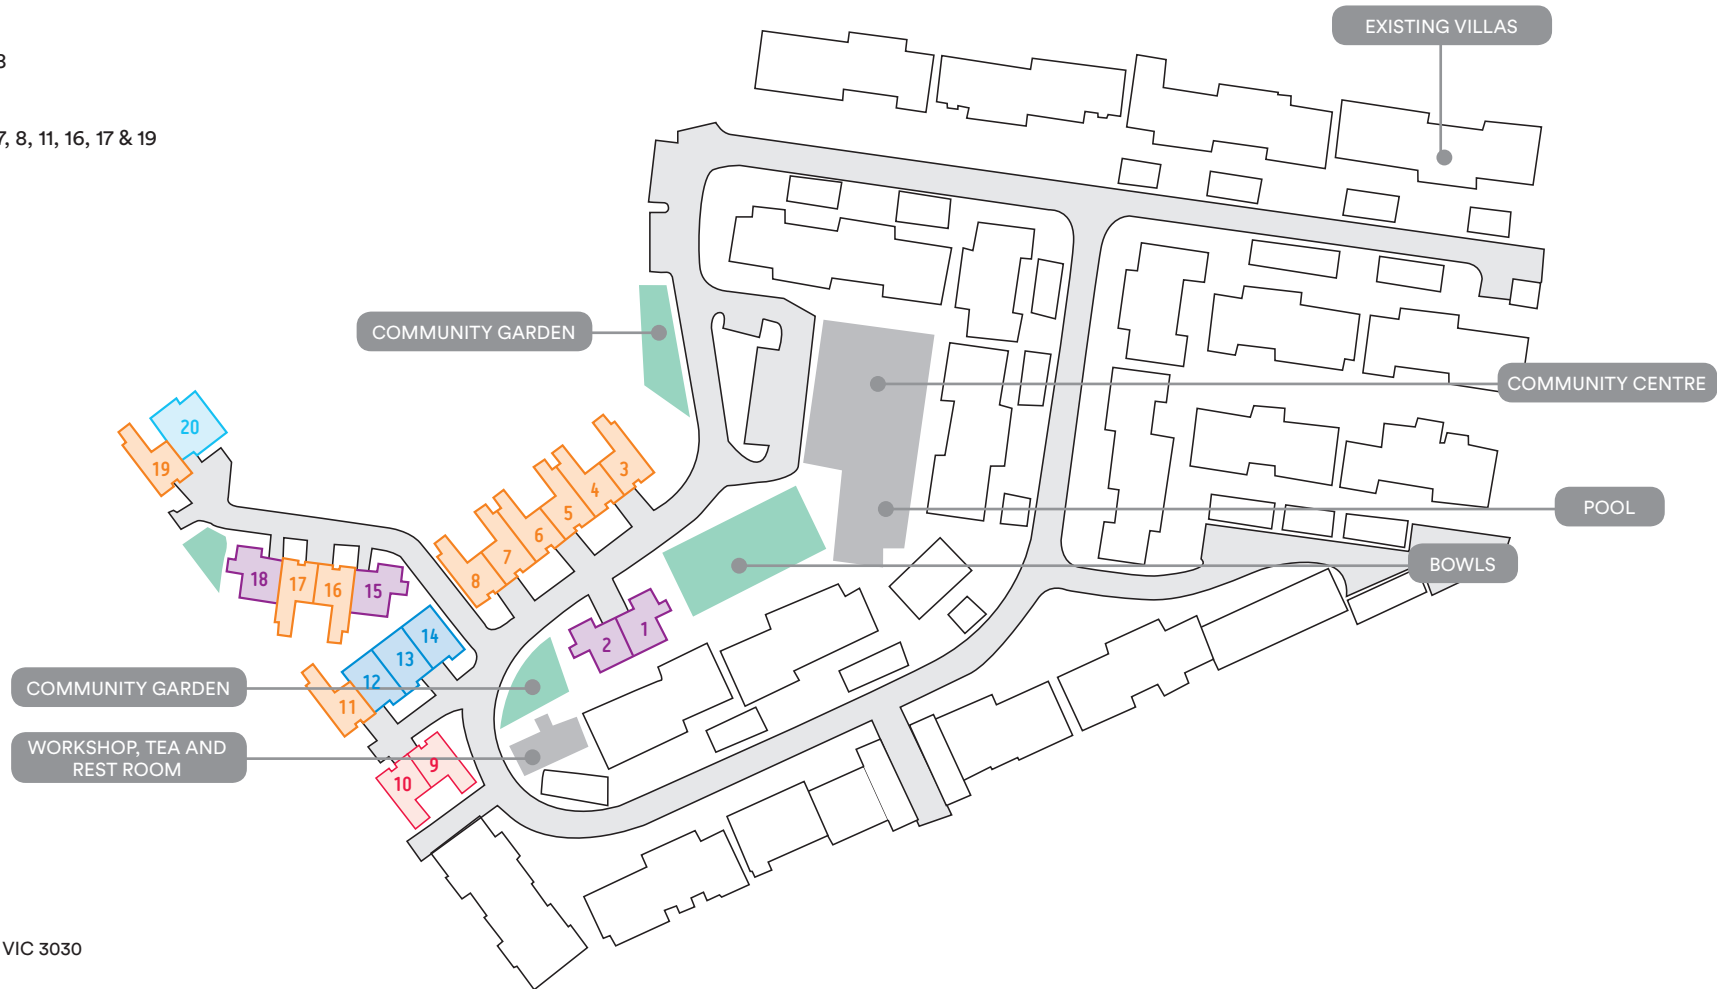 EXISTING VILLAS
3
7, 8, 11, 16, 17 & 19
COMMUNITY GARDEN
COMMUNITY CENTRE
20
19
3
4
5
6
7
8
POOL
BOWLS
18
17
16
15
14
13
12
11
1
2
COMMUNITY GARDEN
WORKSHOP, TEA AND
REST ROOM
9
10
VIC 3030